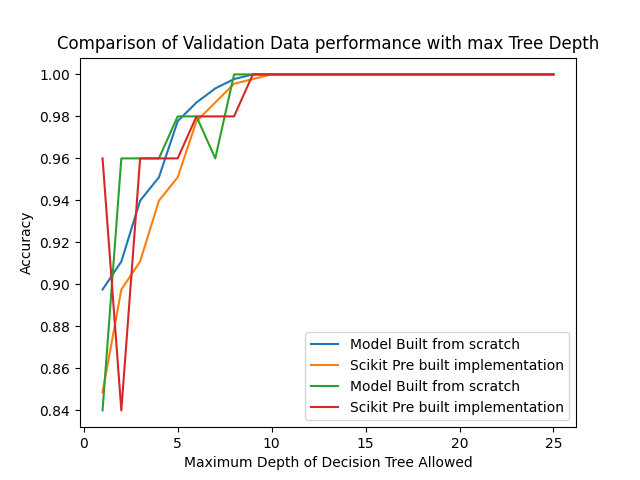 Comparison of Validation Data performance with max Tree Depth
1.00
0.98
0.96
0.94
0.92
0.90
0.88
0.86
0.84
Accuracy
Model Built from scratch
Scikit Pre built implementation
Model Built from scratch
Scikit Pre built implementation
0 5 10 15 20 25
Maximum Depth of Decision Tree Allowed